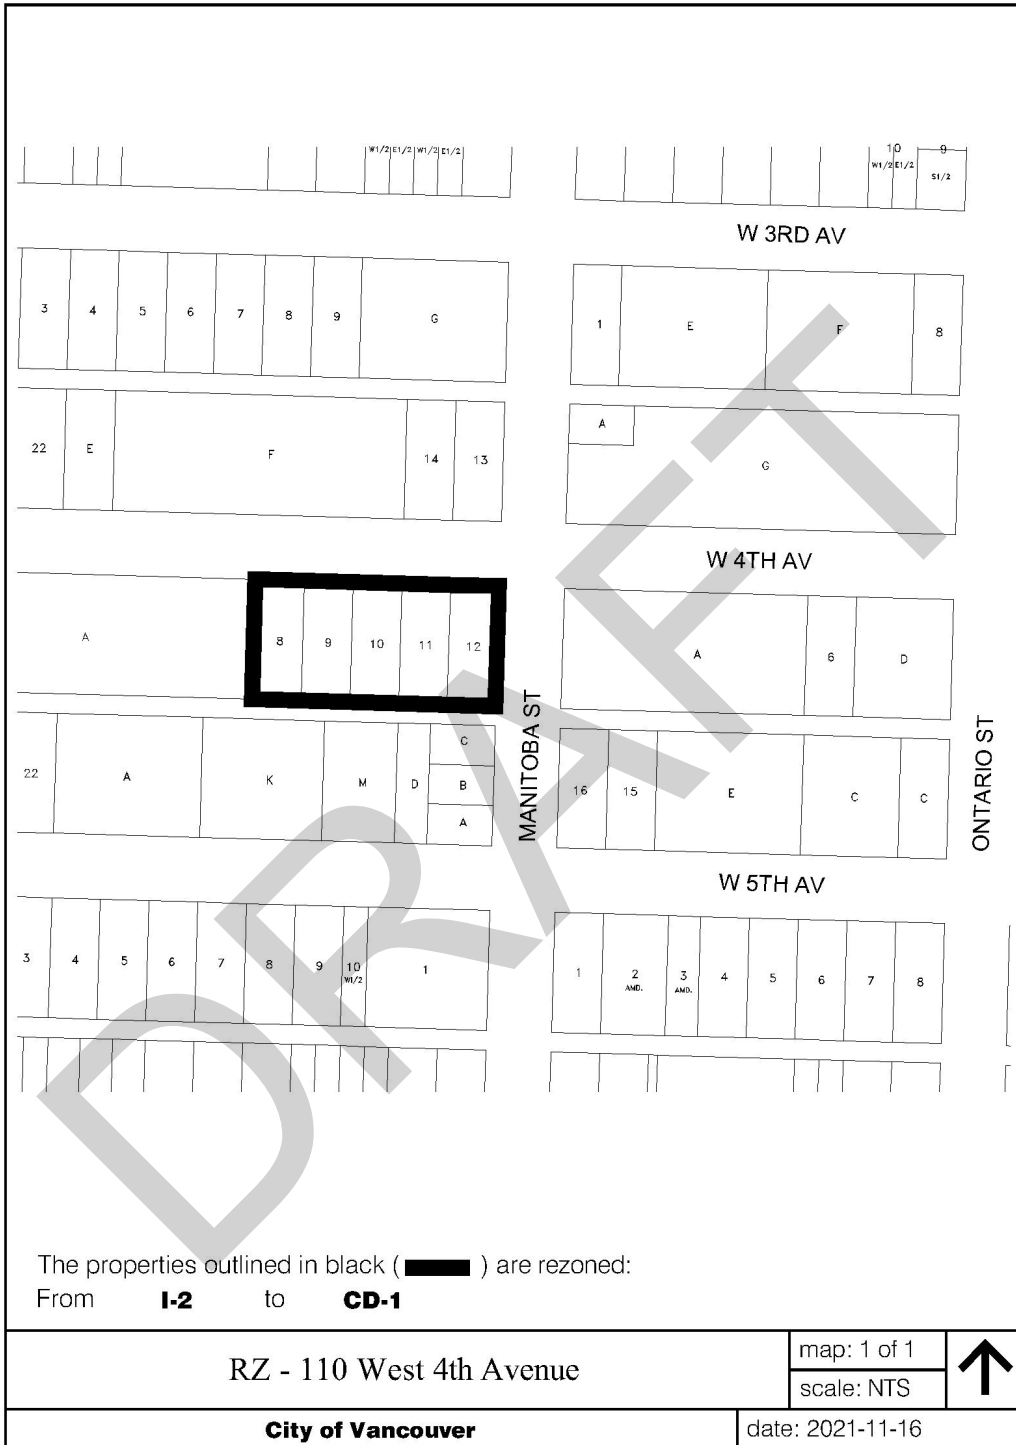 W1/2 E1/2 W1/2 E1/2
10 9
W1/2 E1/2 S1/2
W 3RD AV
3 4 5 6 7 8 9 G
1 E F 8
22 E F 14 13
A
G
W 4TH AV
A 8 9 10 11 12
A 6 D
MANITOBA ST
ONTARIO ST
22 A K M D C
B
A
16 15 E C C
W 5TH AV
3 4 5 6 7 8 9 10 1
W1/2
1 2 3 4 5 6 7 8
AMD. AMD.
DRAFT
The properties outlined in black ( ) are rezoned:
From I-2 to CD-1
RZ - 110 West 4th Avenue
map: 1 of 1
scale: NTS
City of Vancouver
date: 2021-11-16